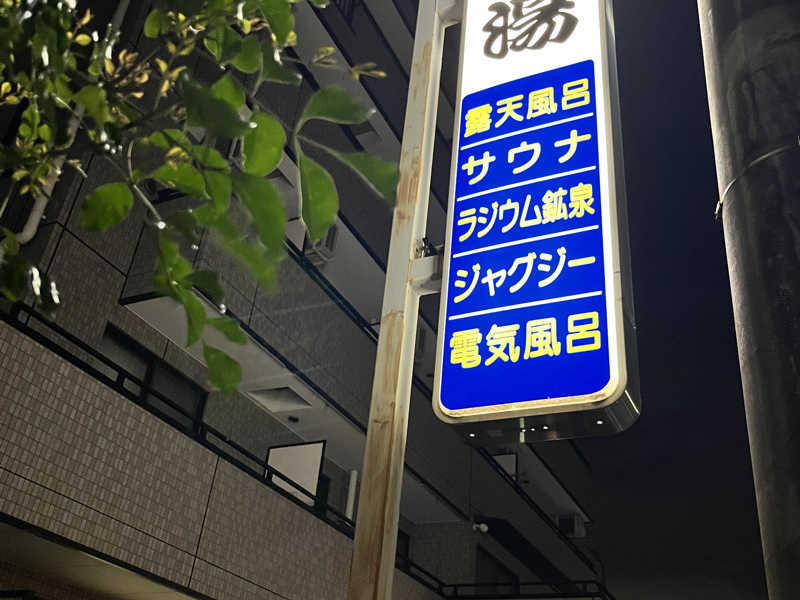 湯
露天風呂
サウナ
ラジウム鉱泉
ジャグジー
電気風呂